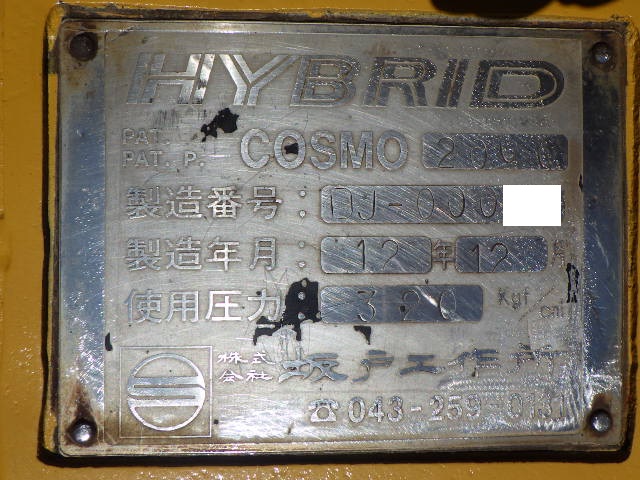 HYBRID
PAT.
PAT. P. COSMO 200
製造番号: DJ-000
製造年月: 12年12月
使用圧力: 320 Kgf/cm
株式会社 坂戸工作所
☎043-259-0131